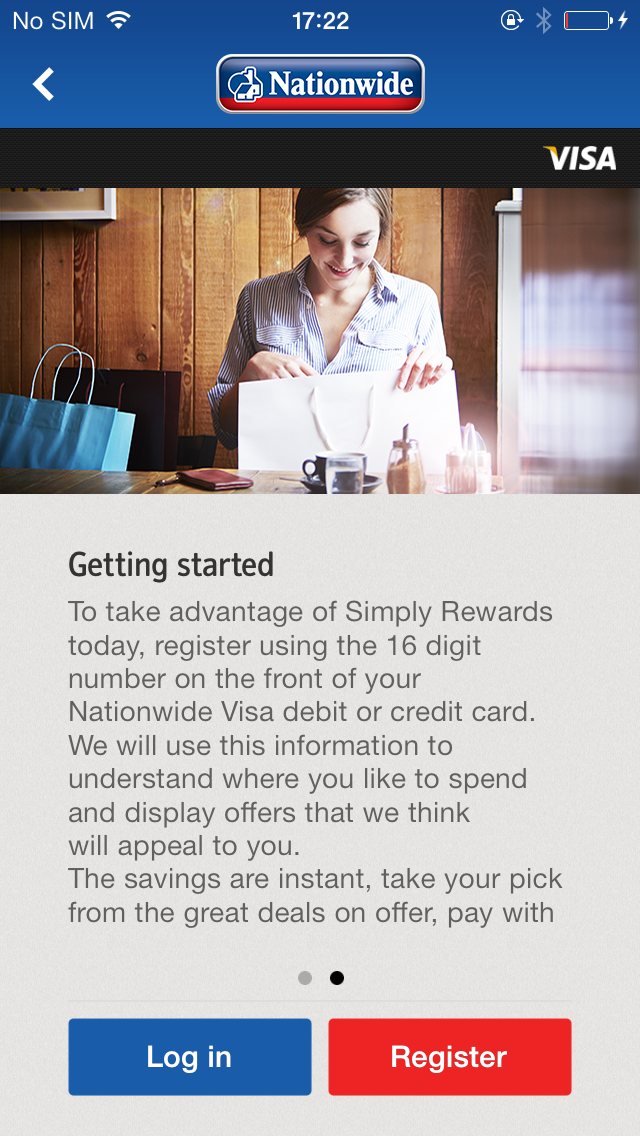 No SIM 17:22
Nationwide
VISA
Getting started
To take advantage of Simply Rewards
today, register using the 16 digit
number on the front of your
Nationwide Visa debit or credit card.
We will use this information to
understand where you like to spend
and display offers that we think
will appeal to you.
The savings are instant, take your pick
from the great deals on offer, pay with
Log in Register